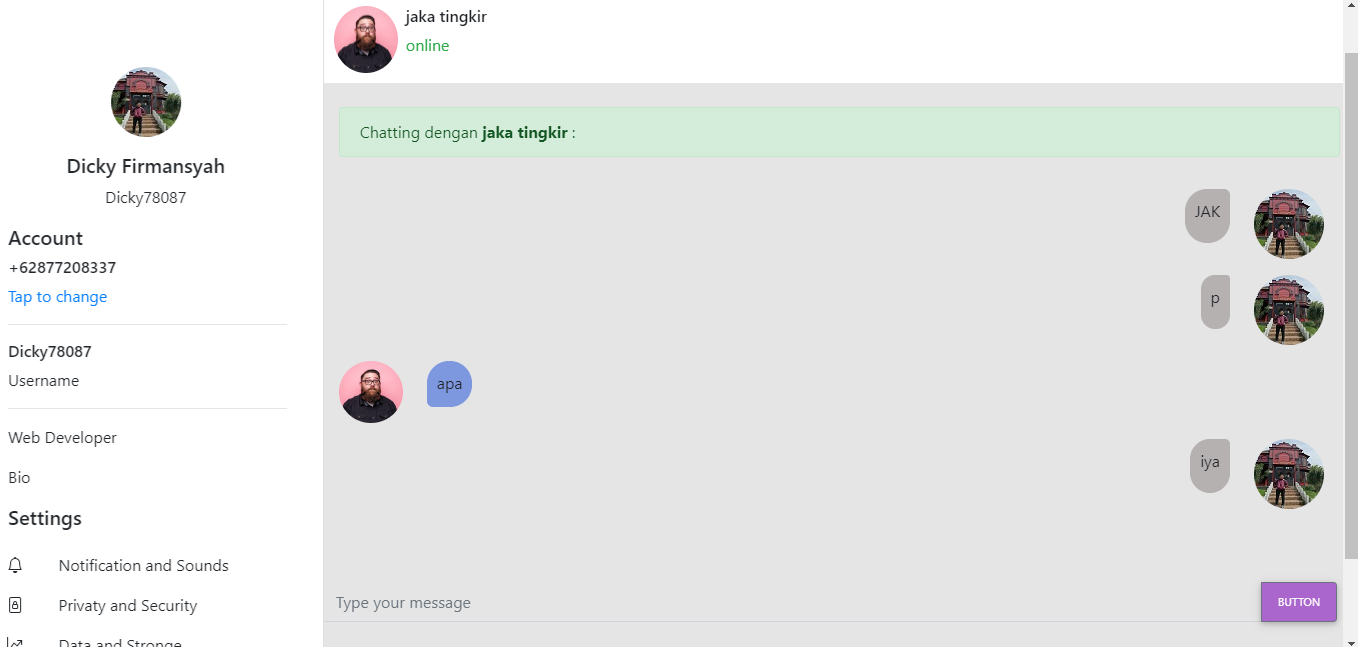 Dicky Firmansyah
Dicky78087
Account
+62877208337
Tap to change
Dicky78087
Username
Web Developer
Bio
Settings
Notification and Sounds
Privaty and Security
Data and Stronge
jaka tingkir
online
Chatting dengan jaka tingkir :
JAK
p
apa
iya
Type your message
BUTTON